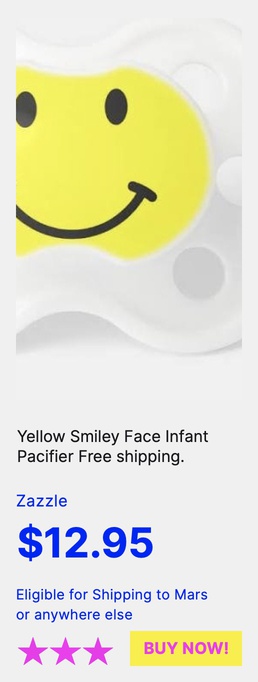 Yellow Smiley Face Infant
Pacifier Free shipping.
Zazzle
$12.95
Eligible for Shipping to Mars
or anywhere else
BUY NOW!